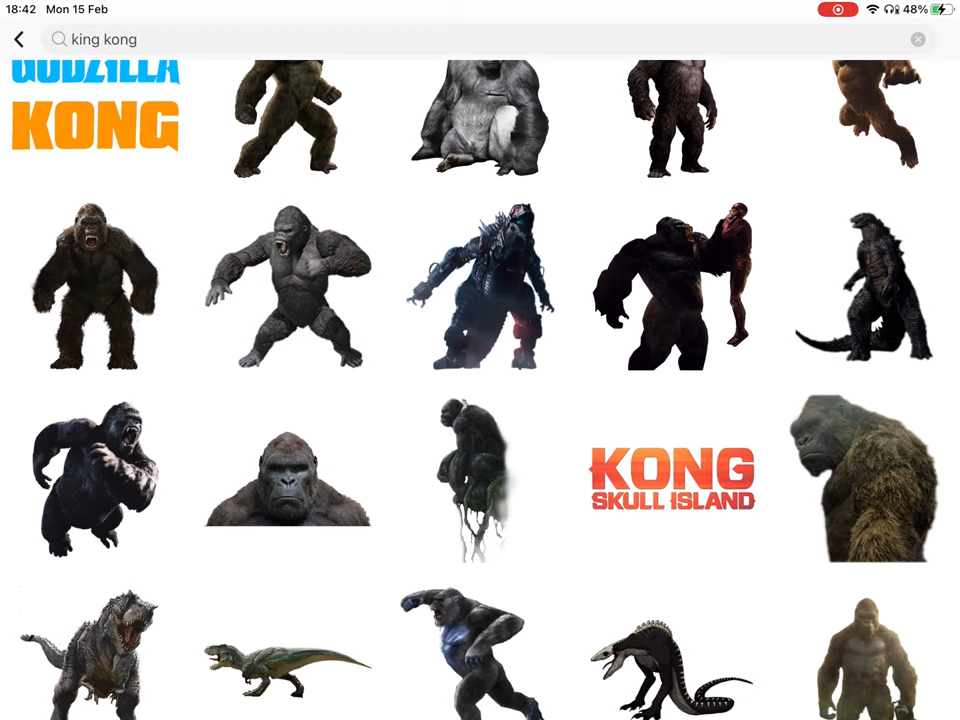 18:42 Mon 15 Feb
48%
king kong
GODZILLA
KONG
KONG
SKULL ISLAND